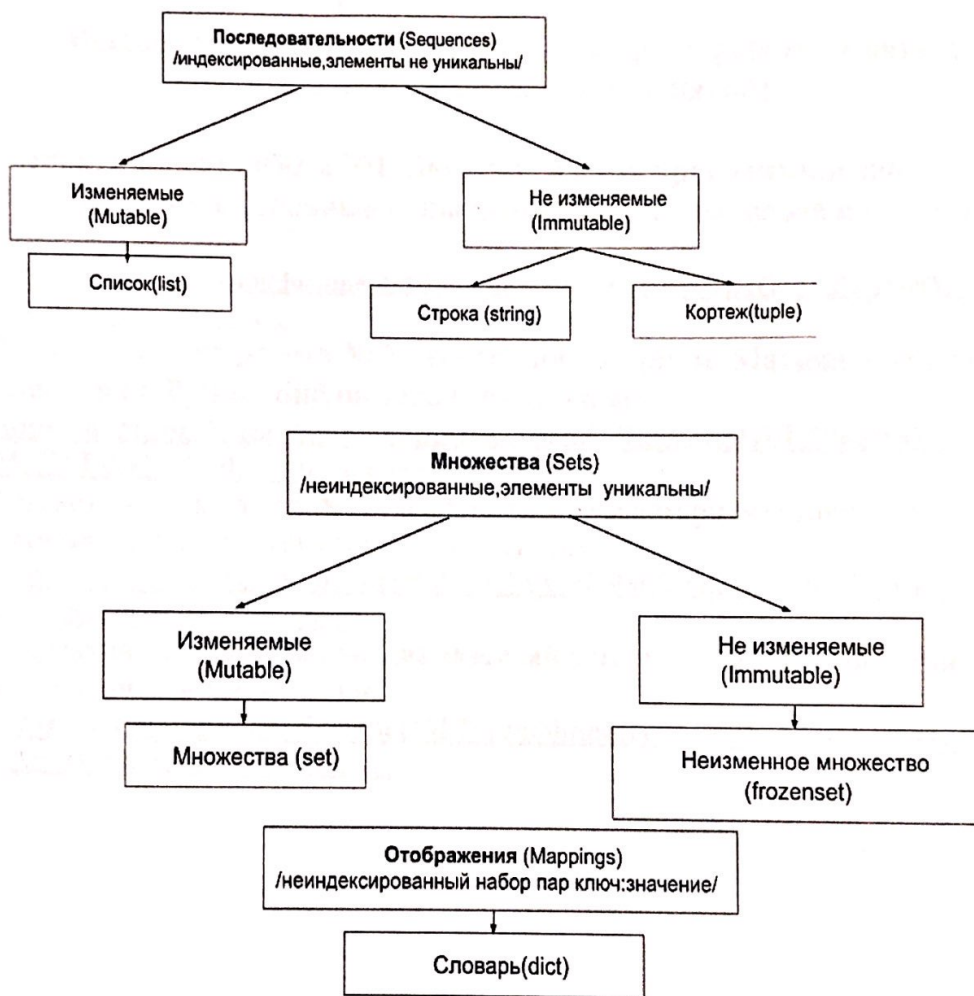 Последовательности (Sequences)
/индексированные,элементы не уникальны/
Изменяемые
(Mutable)
Не изменяемые
(Immutable)
Список(list)
Строка (string)
Кортеж(tuple)
Множества (Sets)
/неиндексированные,элементы уникальны/
Изменяемые
(Mutable)
Не изменяемые
(Immutable)
Множества (set)
Неизменное множество
(frozenset)
Отображения (Mappings)
/неиндексированный набор пар ключ:значение/
Словарь(dict)